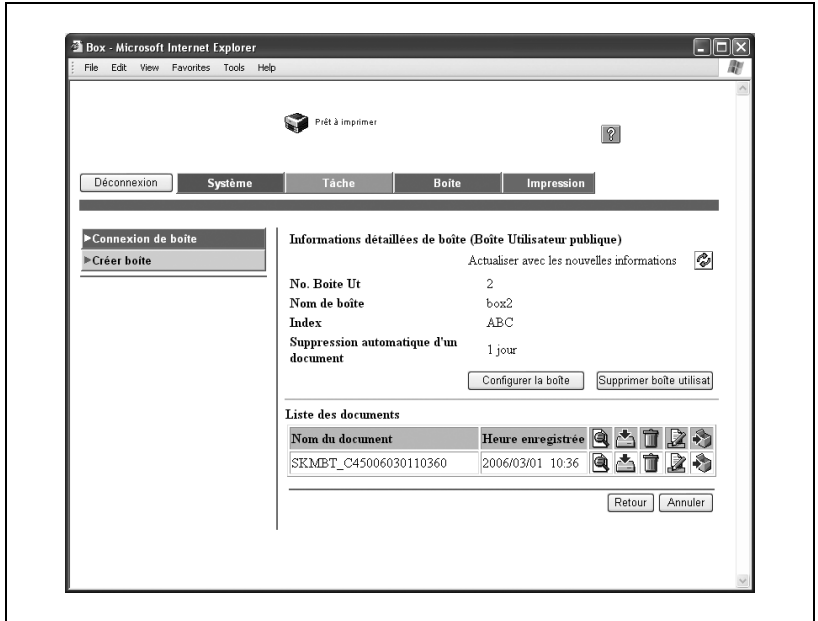 Box - Microsoft Internet Explorer
File Edit View Favorites Tools Help
Prêt à imprimer
?
Déconnexion Système Tâche Boîte Impression
Connexion de boîte
Créer boîte
Informations détaillées de boîte (Boîte Utilisateur publique)
Actualiser avec les nouvelles informations
No. Boite Ut 2
Nom de boîte box2
Index ABC
Suppression automatique d'un
document 1 jour
Configurer la boîte Supprimer boîte utilisat
Liste des documents
Nom du document Heure enregistrée
SKMBT_C45006030110360 2006/03/01 10:36
Retour Annuler